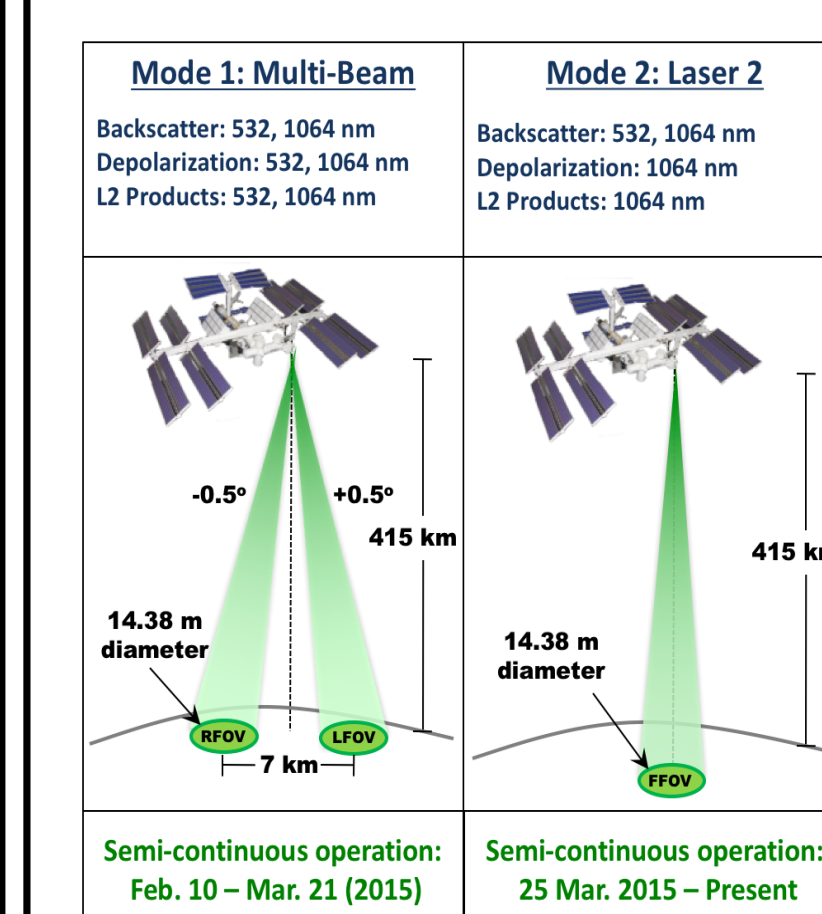 Mode 1: Multi-Beam
Backscatter: 532, 1064 nm
Depolarization: 532, 1064 nm
L2 Products: 532, 1064 nm
-0.5º
+0.5º
415 km
14.38 m
diameter
RFOV
LFOV
7 km
Semi-continuous operation:
Feb. 10 – Mar. 21 (2015)
Mode 2: Laser 2
Backscatter: 532, 1064 nm
Depolarization: 1064 nm
L2 Products: 1064 nm
415
14.38 m
diameter
FFOV
Semi-continuous operation:
25 Mar. 2015 – Present